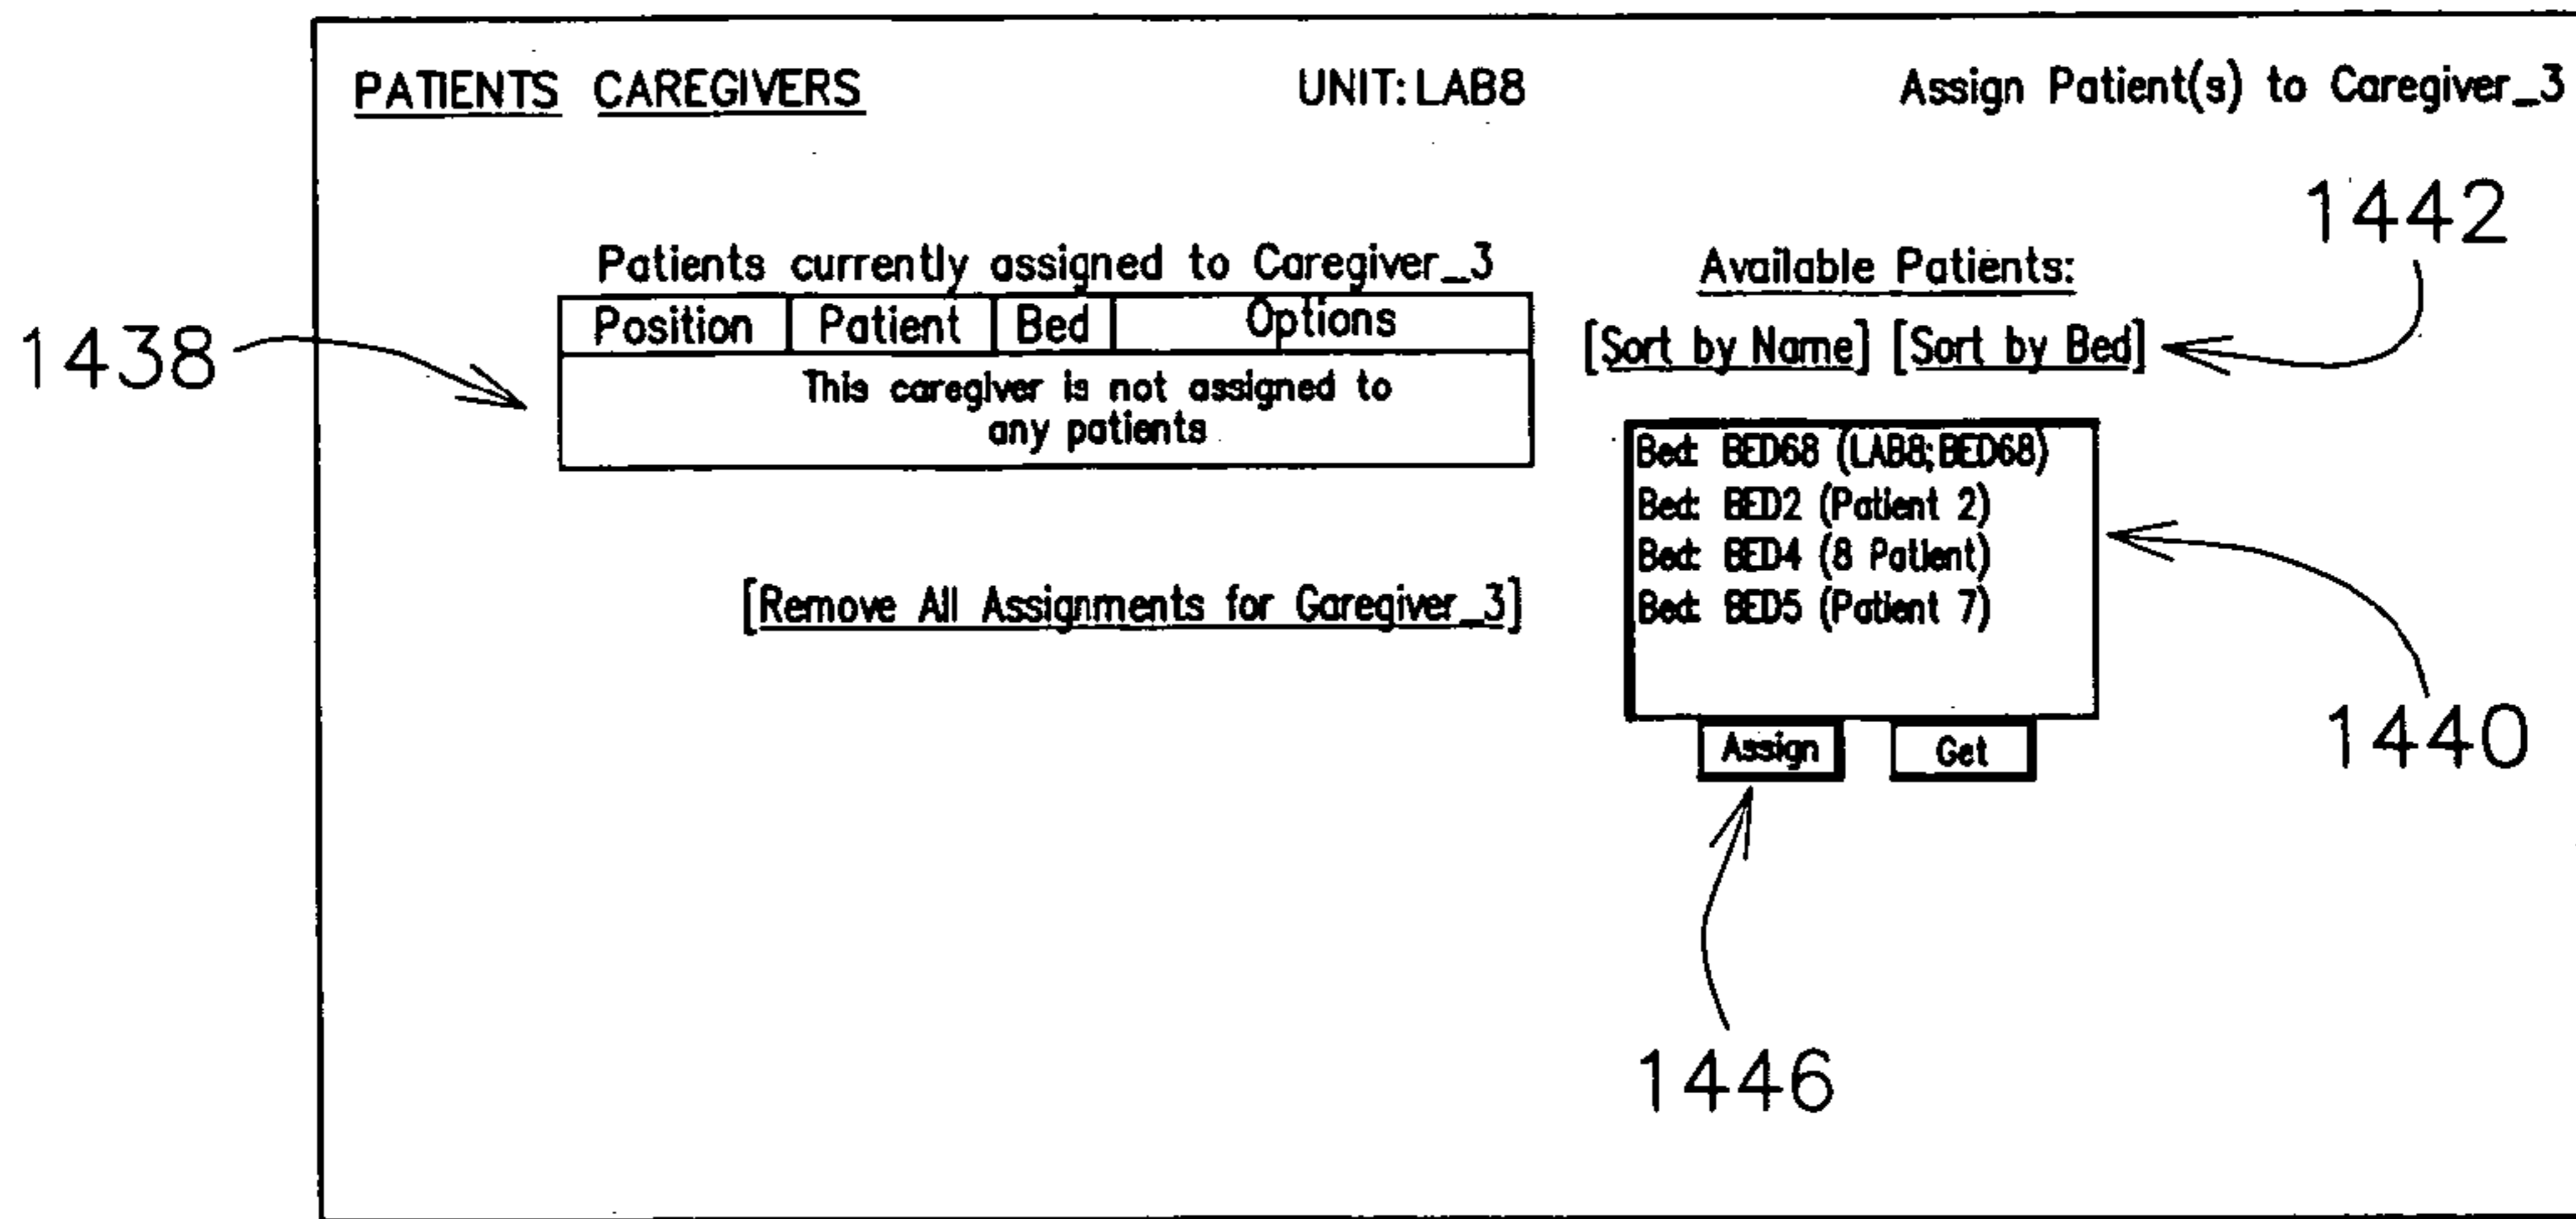 PATIENTS CAREGIVERS UNIT: LAB8 Assign Patient(s) to Caregiver_3
1442
Patients currently assigned to Caregiver_3
Available Patients:
Position Patient Bed Options
[Sort by Name] [Sort by Bed]
1438
This caregiver is not assigned to
any patients
Bed: BED68 (LAB8; BED68)
Bed: BED2 (Patient 2)
Bed: BED4 (8 Patient)
Bed: BED5 (Patient 7)
[Remove All Assignments for Garegiver_3]
1440
Assign Get
1446